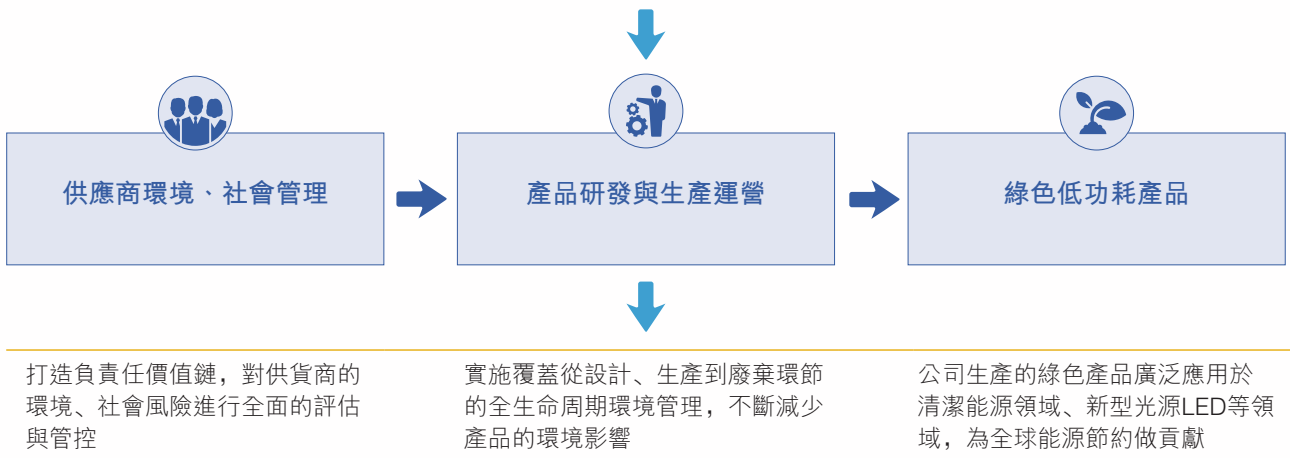 供應商環境、社會管理
產品研發與生產運營
綠色低功耗產品
打造負責任價值鏈，對供貨商的
環境、社會風險進行全面的評估
與管控
實施覆蓋從設計、生產到廢棄環節
的全生命周期環境管理，不斷減少
產品的環境影響
公司生產的綠色產品廣泛應用於
清潔能源領域、新型光源LED等領
域，為全球能源節約做貢獻